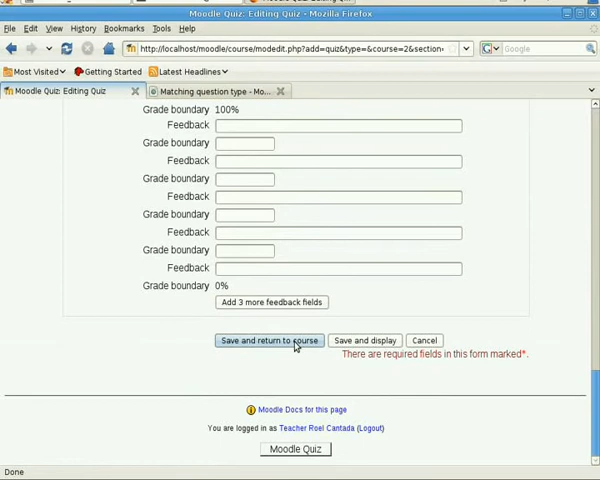 Moodle Quiz: Editing Quiz - Mozilla Firefox
File Edit View History Bookmarks Tools Help
http://localhost/moodle/course/modedit.php?add=quiz&type=&course=2&section=
Google
Most Visited Getting Started Latest Headlines
Moodle Quiz: Editing Quiz Matching question type - Mo...
Grade boundary 100%
Feedback
Grade boundary
Feedback
Grade boundary
Feedback
Grade boundary
Feedback
Grade boundary
Feedback
Grade boundary 0%
Add 3 more feedback fields
Save and return to course Save and display Cancel
There are required fields in this form marked*.
Moodle Docs for this page
You are logged in as Teacher Roel Cantada (Logout)
Moodle Quiz
Done